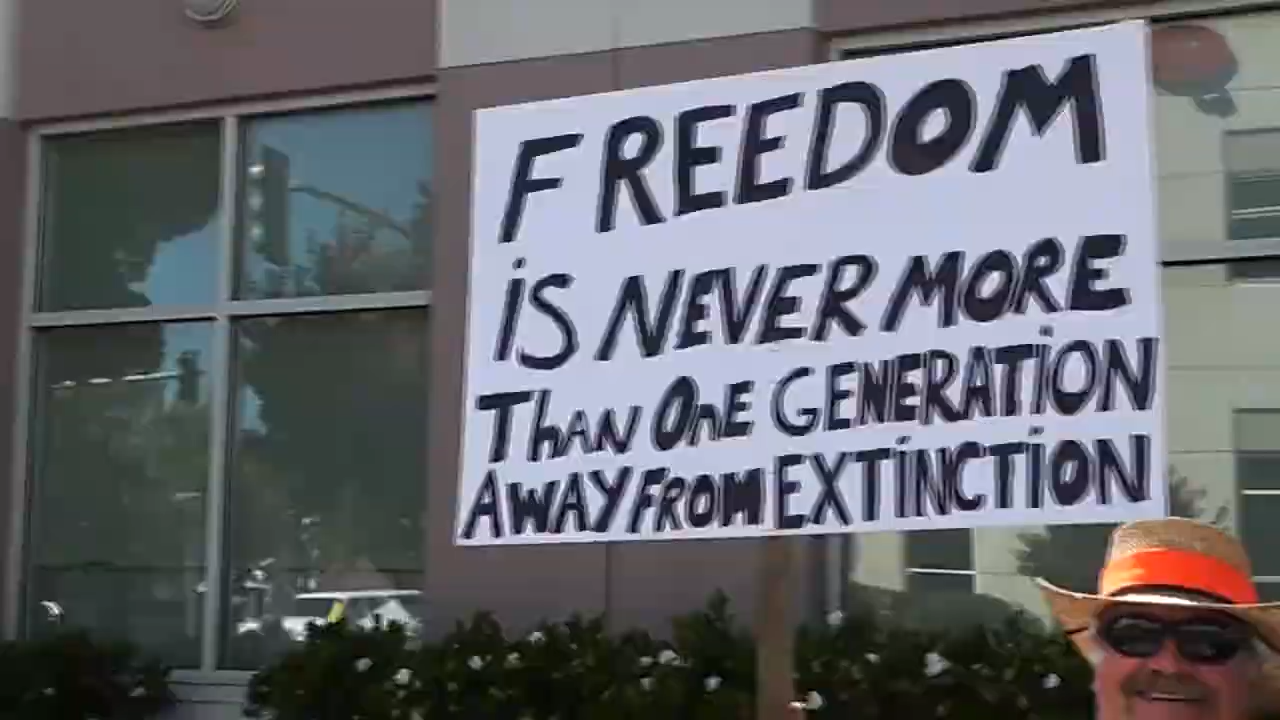 FREEDOM
iS NEVER MORE
ThAN OnE GENERATiON
AWAY FROM EXTiNCTiON